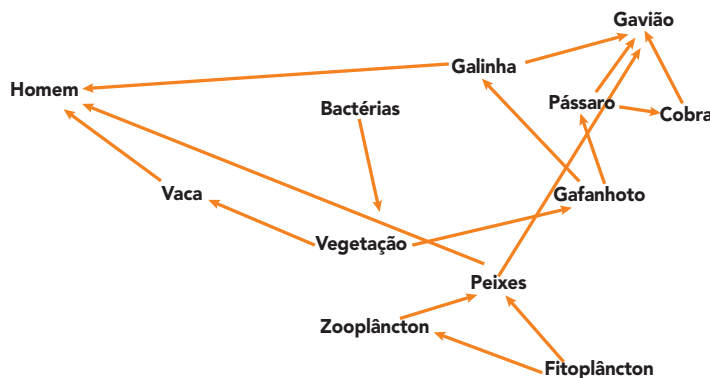 Gavião
Galinha
Homem
Bactérias
Pássaro
Cobra
Vaca
Gafanhoto
Vegetação
Peixes
Zooplâncton
Fitoplâncton